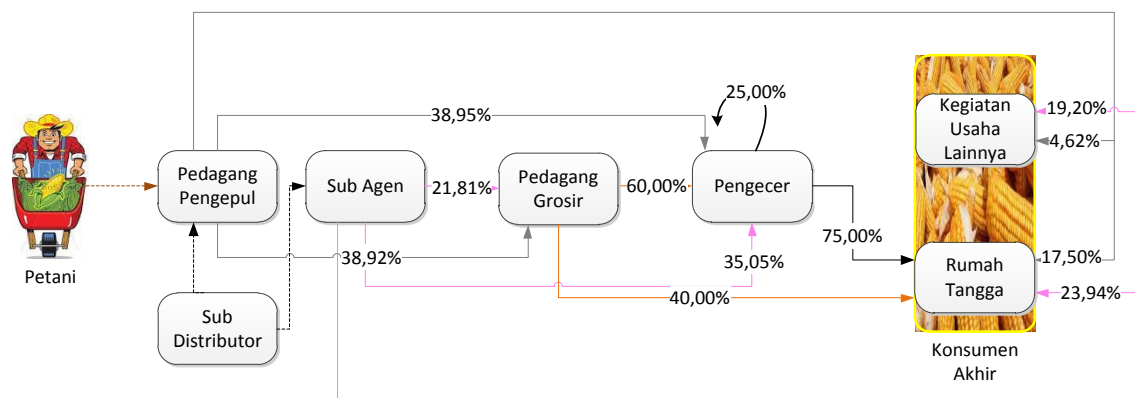 25,00%
38,95%
Kegiatan
Usaha
Lainnya
19,20%
4,62%
Pedagang
Pengepul
Sub Agen
21,81%
Pedagang
Grosir
60,00%
Pengecer
75,00%
Petani
38,92%
35,05%
Rumah
Tangga
17,50%
23,94%
40,00%
Sub
Distributor
Konsumen
Akhir